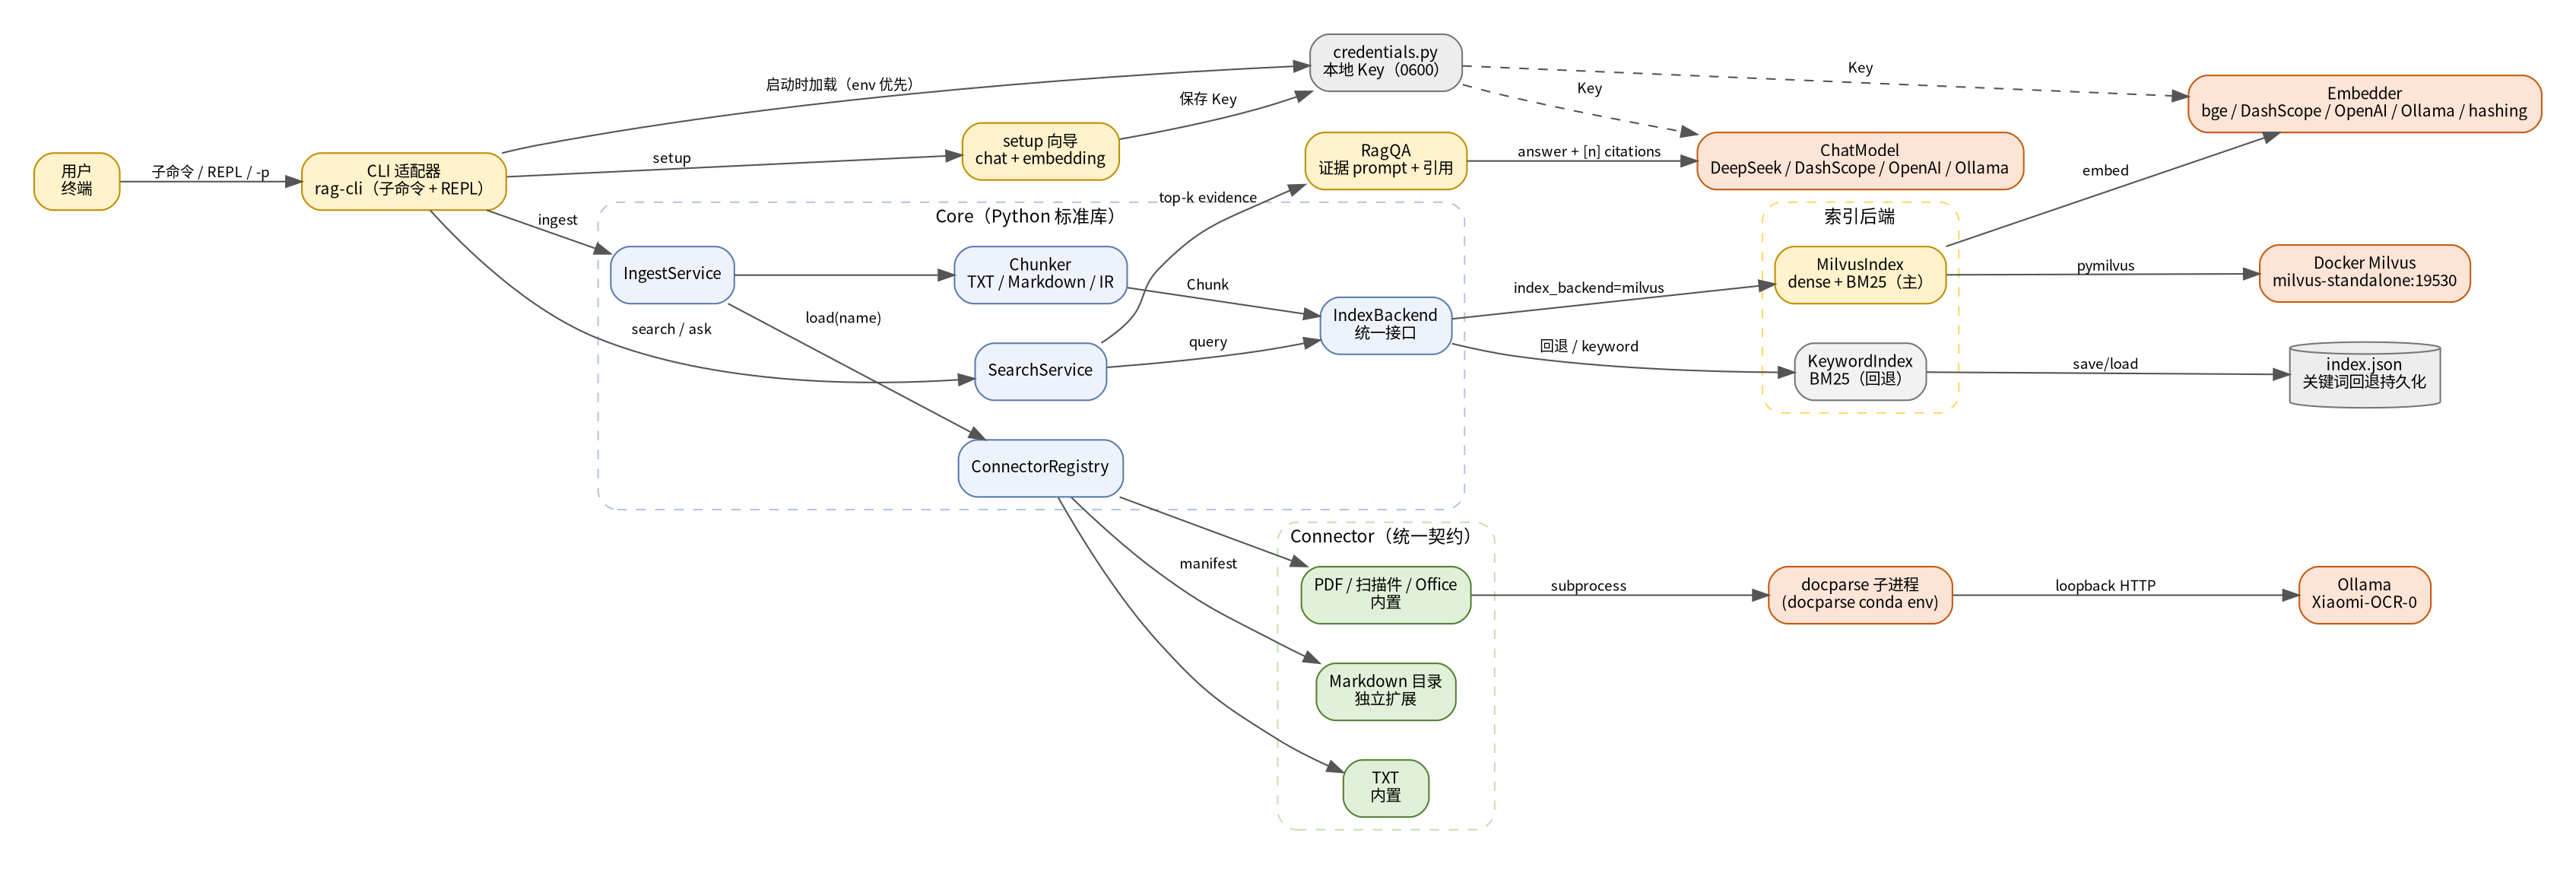 用户
终端
子命令 / REPL / -p
CLI 适配器
rag-cli（子命令 + REPL）
启动时加载（env 优先）
setup
ingest
search / ask
setup 向导
chat + embedding
保存 Key
credentials.py
本地 Key（0600）
Key
Key
RagQA
证据 prompt + 引用
answer + [n] citations
ChatModel
DeepSeek / DashScope / OpenAI / Ollama
Embedder
bge / DashScope / OpenAI / Ollama / hashing
Core（Python 标准库）
IngestService
load(name)
Chunker
TXT / Markdown / IR
SearchService
ConnectorRegistry
top-k evidence
Chunk
query
IndexBackend
统一接口
index_backend=milvus
回退 / keyword
索引后端
MilvusIndex
dense + BM25（主）
KeywordIndex
BM25（回退）
embed
pymilvus
save/load
Docker Milvus
milvus-standalone:19530
index.json
关键词回退持久化
Connector（统一契约）
manifest
PDF / 扫描件 / Office
内置
Markdown 目录
独立扩展
TXT
内置
subprocess
docparse 子进程
(docparse conda env)
loopback HTTP
Ollama
Xiaomi-OCR-0